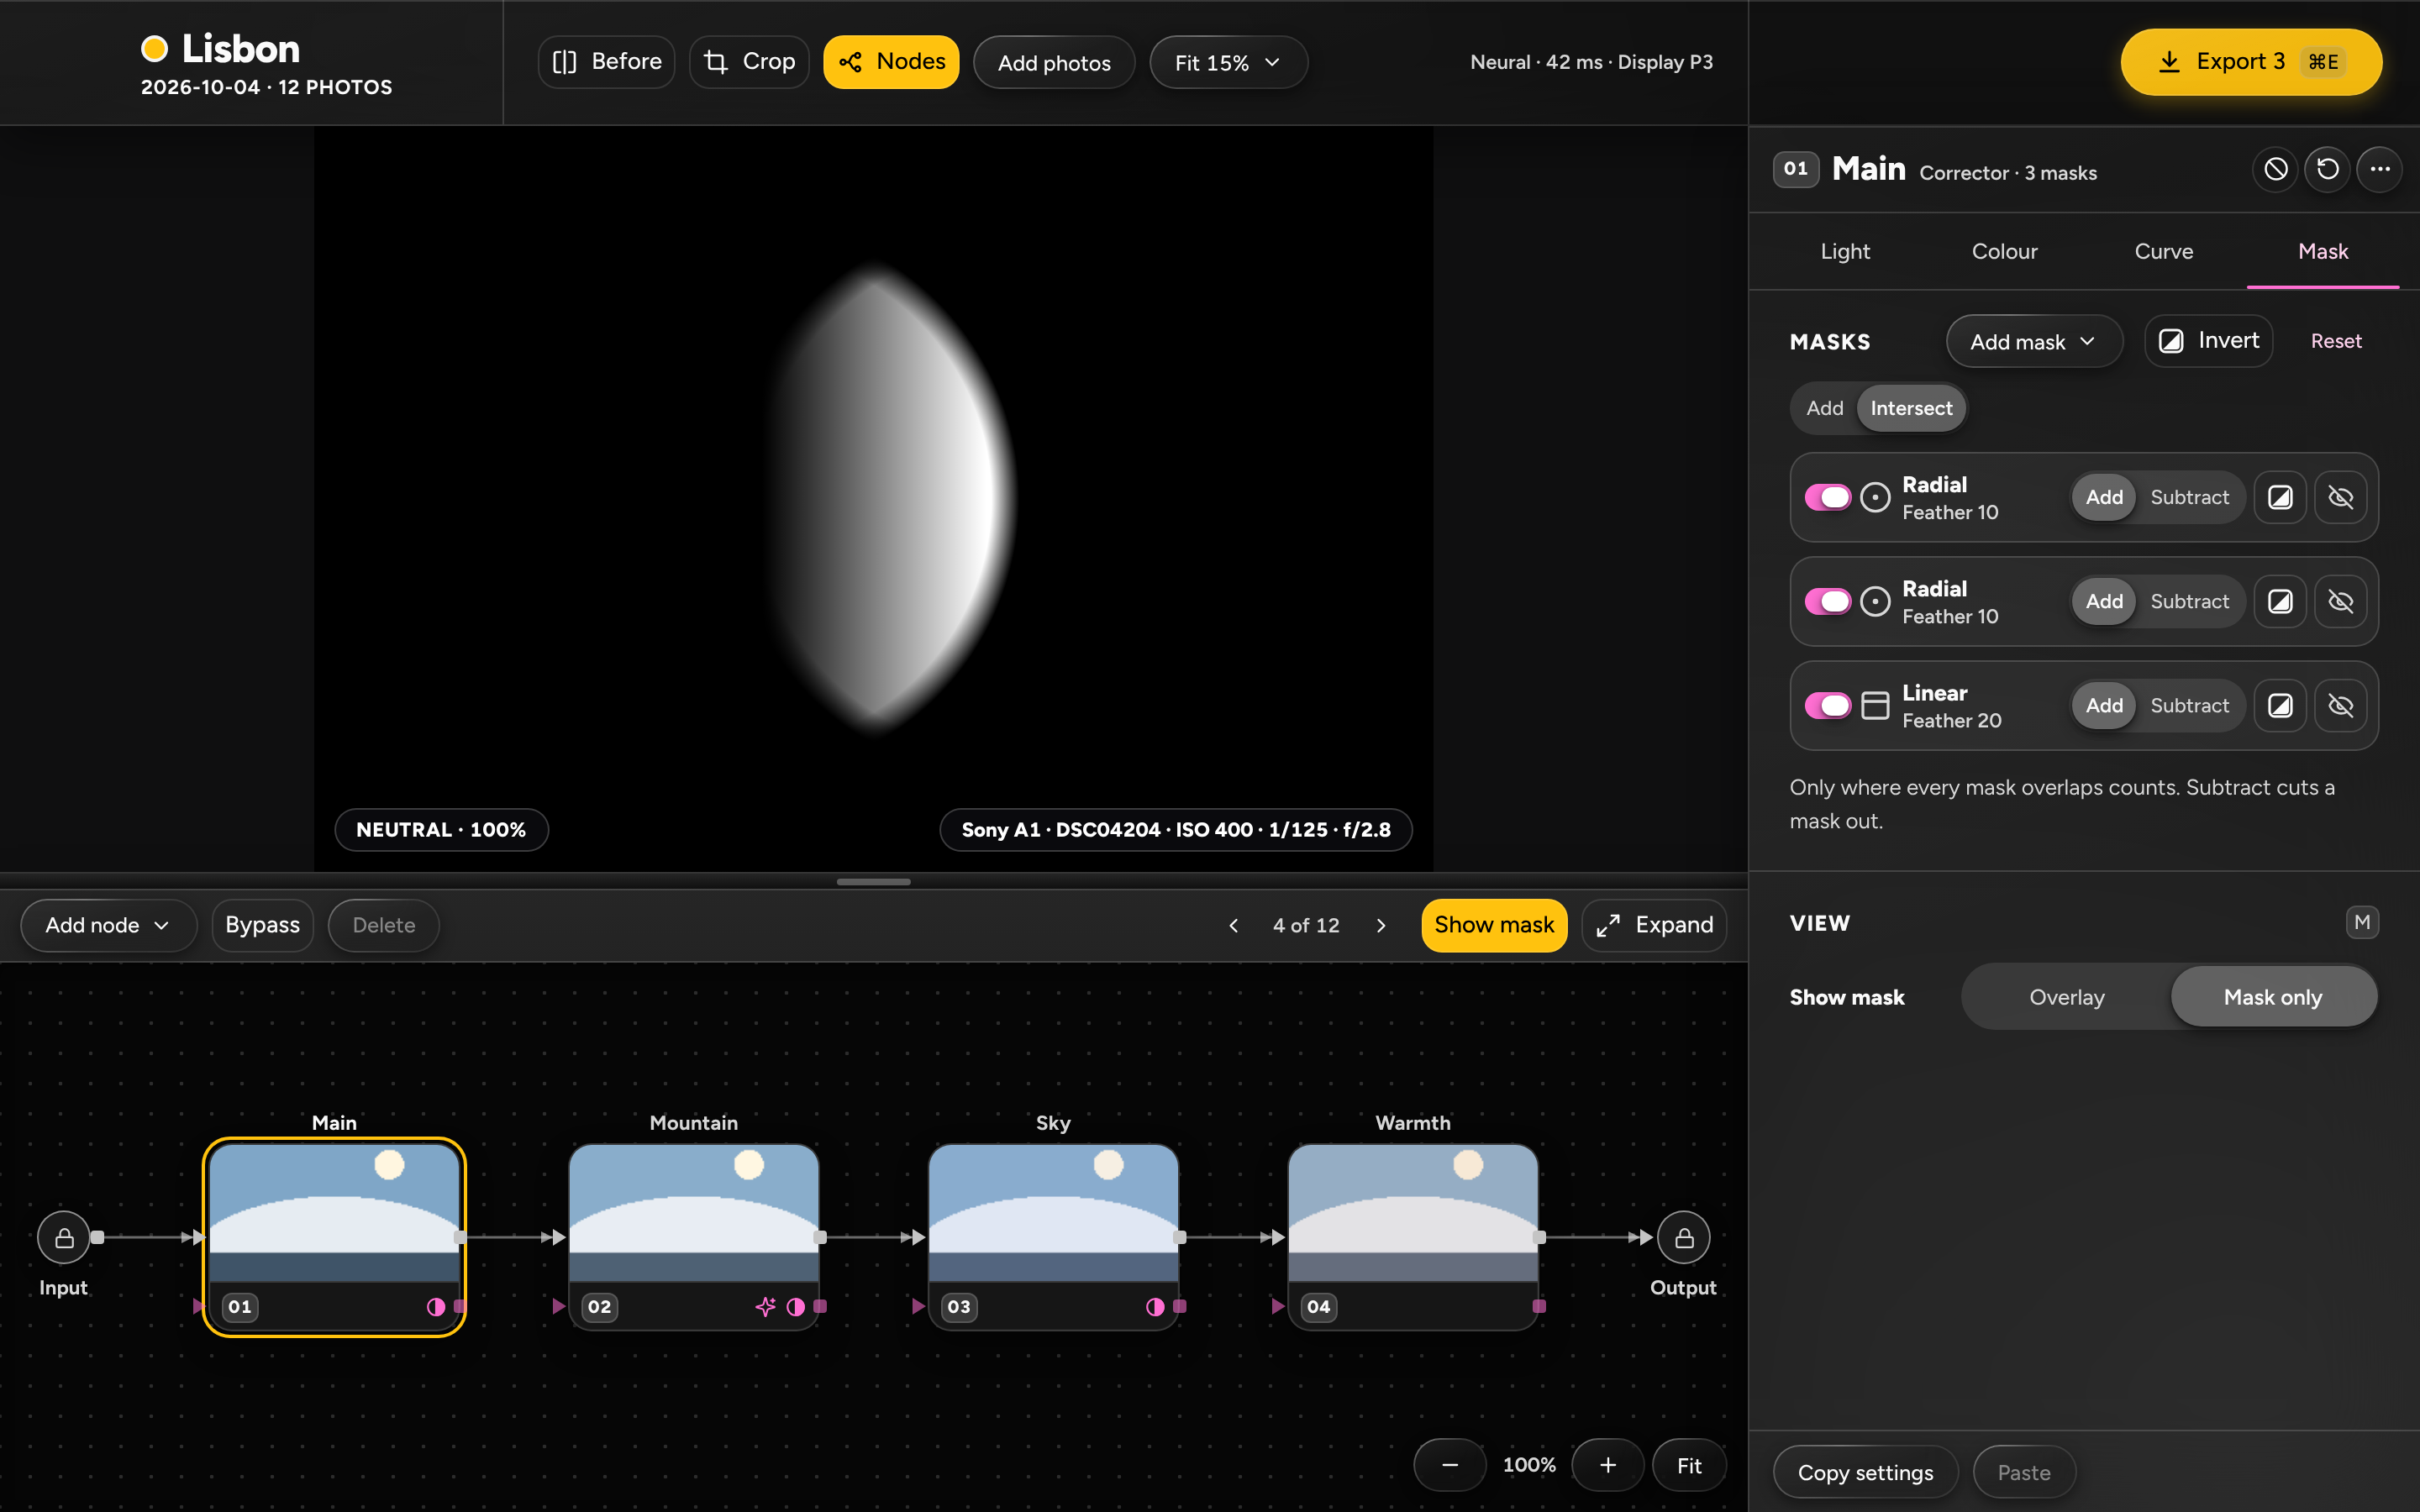 Lisbon
2026-10-04 · 12 PHOTOS
Before
Crop
Nodes
Add photos
Fit 15%
Neural · 42 ms · Display P3
Export 3 ⌘E
01 Main Corrector · 3 masks
Light
Colour
Curve
Mask
MASKS
Add mask
Invert
Reset
Add
Intersect
Radial
Feather 10
Add
Subtract
Radial
Feather 10
Add
Subtract
Linear
Feather 20
Add
Subtract
Only where every mask overlaps counts. Subtract cuts a
mask out.
NEUTRAL · 100%
Sony A1 · DSC04204 · ISO 400 · 1/125 · f/2.8
Add node
Bypass
Delete
4 of 12
Show mask
Expand
VIEW
M
Show mask
Overlay
Mask only
Main
Mountain
Sky
Warmth
Input
Output
01
02
03
04
100%
Fit
Copy settings
Paste